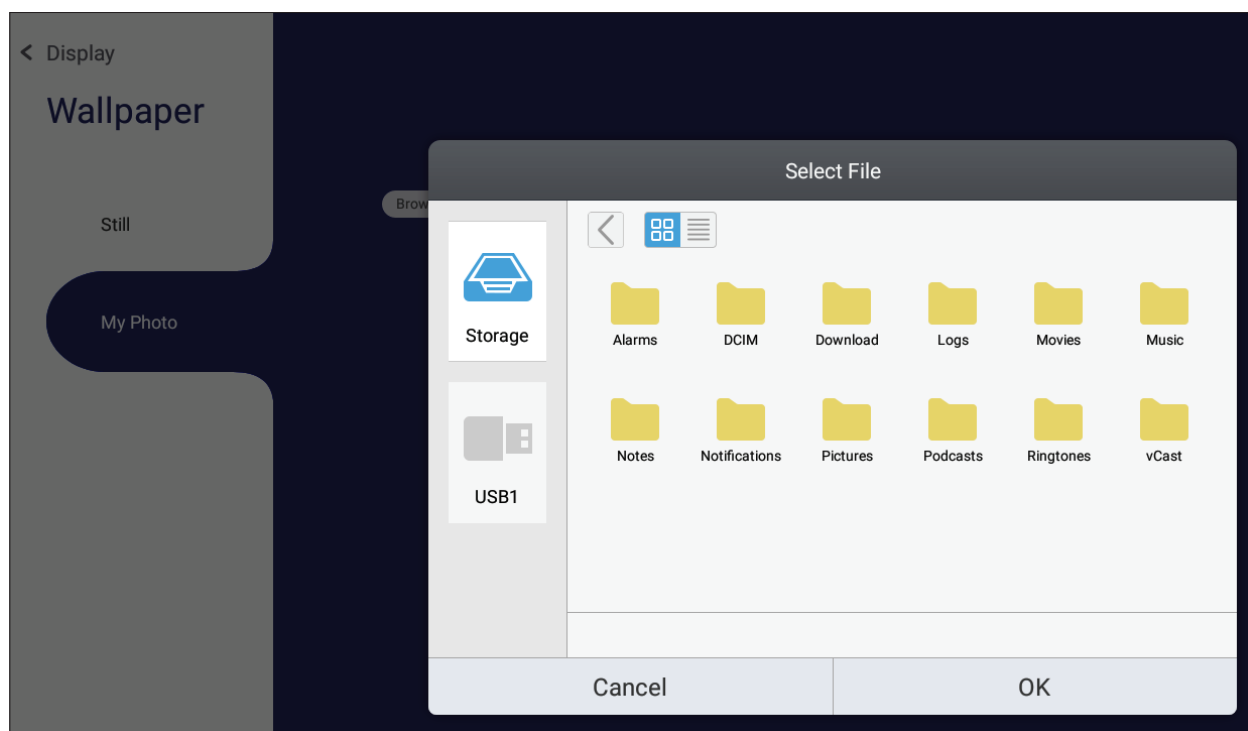 Display
Wallpaper
Still
My Photo
Brow
Select File
Storage
USB1
Alarms DCIM Download Logs Movies Music
Notes Notifications Pictures Podcasts Ringtones vCast
Cancel OK